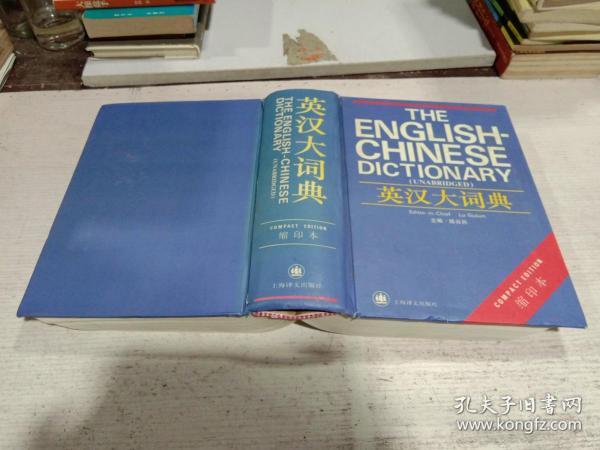 英汉大词典
THE ENGLISH-CHINESE
DICTIONARY
(UNABRIDGED)
COMPACT EDITION
缩印本
上海译文出版社
THE
ENGLISH-
CHINESE
DICTIONARY
(UNABRIDGED)
英汉大词典
Editor-in-Chief Lu Gusun
主编·陆谷孙
COMPACT EDITION
缩印本
上海译文出版社
孔夫子旧书网
www.kongfz.com